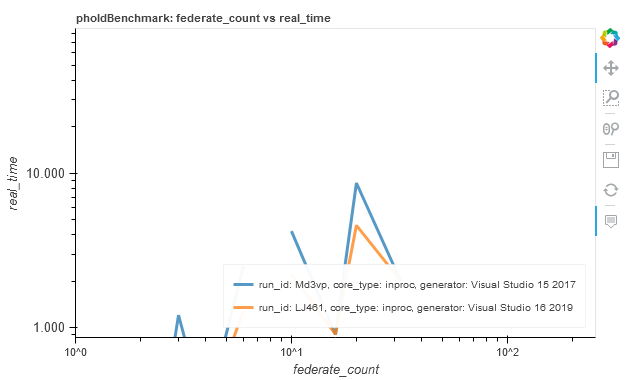 pholdBenchmark: federate_count vs real_time
real_time
10.000
1.000
run_id: Md3vp, core_type: inproc, generator: Visual Studio 15 2017
run_id: LJ461, core_type: inproc, generator: Visual Studio 16 2019
10^0 10^1 10^2
federate_count